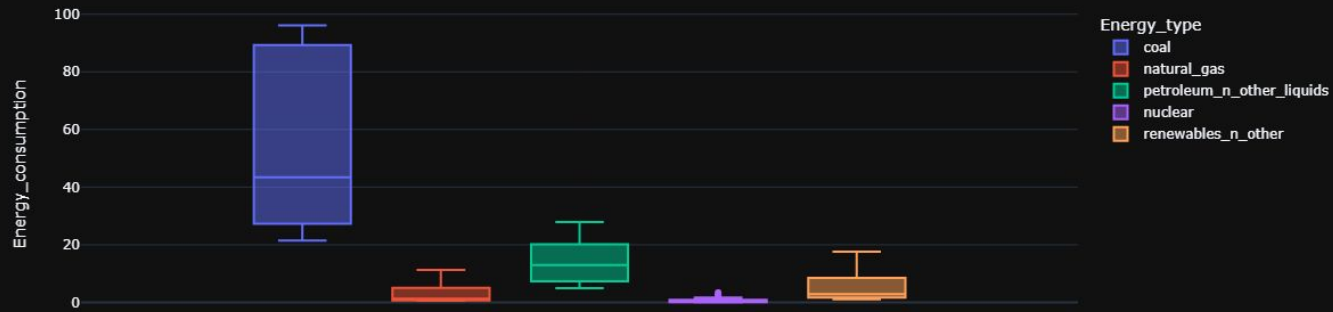 100
80
60
40
20
0
Energy_consumption
Energy_type
coal
natural_gas
petroleum_n_other_liquids
nuclear
renewables_n_other